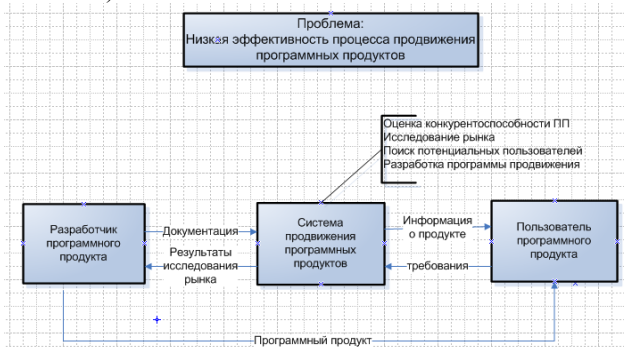 Проблема:
Низкая эффективность процесса продвижения
программных продуктов
Оценка конкурентоспособности ПП
Исследование рынка
Поиск потенциальных пользователей
Разработка программы продвижения
Разработчик
программного
продукта
Документация
Результаты
исследования
рынка
Система
продвижения
программных
продуктов
Информация
о продукте
требования
Пользователь
программного
продукта
Программный продукт